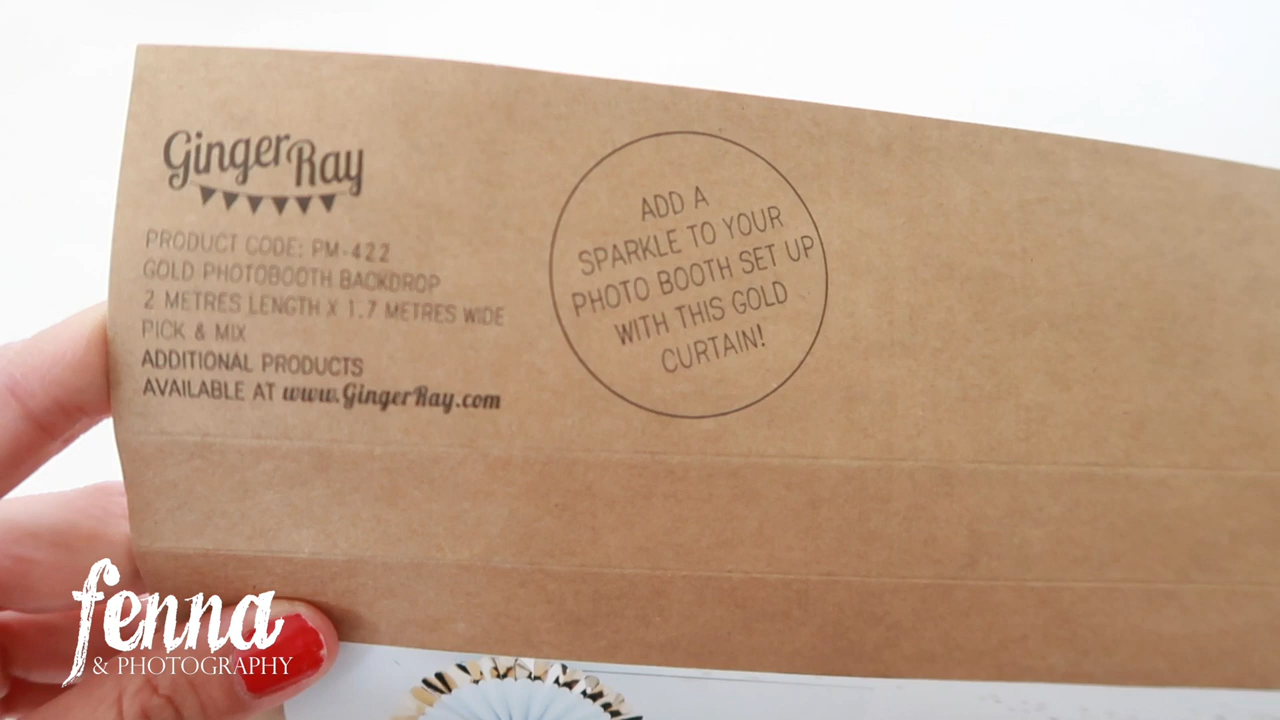 Ginger Ray
PRODUCT CODE: PM-422
GOLD PHOTOBOOTH BACKDROP
2 METRES LENGTH X 1.7 METRES WIDE
PICK & MIX
ADDITIONAL PRODUCTS
AVAILABLE AT www.GingerRay.com
ADD A
SPARKLE TO YOUR
PHOTO BOOTH SET UP
WITH THIS GOLD
CURTAIN!
fenna
& PHOTOGRAPHY